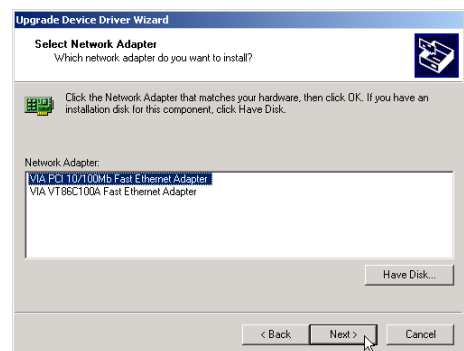 Upgrade Device Driver Wizard
Select Network Adapter
Which network adapter do you want to install?
Click the Network Adapter that matches your hardware, then click OK. If you have an
installation disk for this component, click Have Disk.
Network Adapter:
VIA PCI 10/100Mb Fast Ethernet Adapter
VIA VT86C100A Fast Ethernet Adapter
Have Disk...
< Back
Next >
Cancel